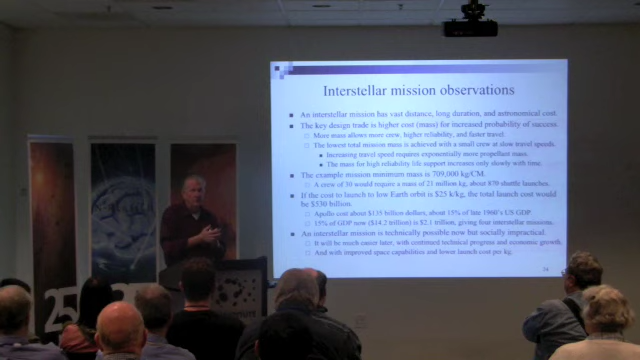 Interstellar mission observations
An interstellar mission has vast distance, long duration, and astronomical cost.
The key design trade is higher cost (mass) for increased probability of success.
More mass allows more crew, higher reliability, and faster travel.
The lowest total mission mass is achieved with a small crew at slow travel speeds.
Increasing travel speed requires exponentially more propellant mass.
The mass for high reliability life support increases only slowly with time.
The example mission minimum mass is 709,000 kg/CM.
A crew of 30 would require a mass of 21 million kg, about 870 shuttle launches.
If the cost to launch to low Earth orbit is $25 k/kg, the total launch cost would
be $530 billion.
Apollo cost about $135 billion dollars, about 15% of late 1960's US GDP
15% of GDP now ($14.2 trillion) is $2.1 trillion, giving four interstellar missions.
An interstellar mission is technically possible now but socially impractical.
It will be much easier later, with continued technical progress and economic growth,
And with improved space capabilities and lower launch cost per kg.
25